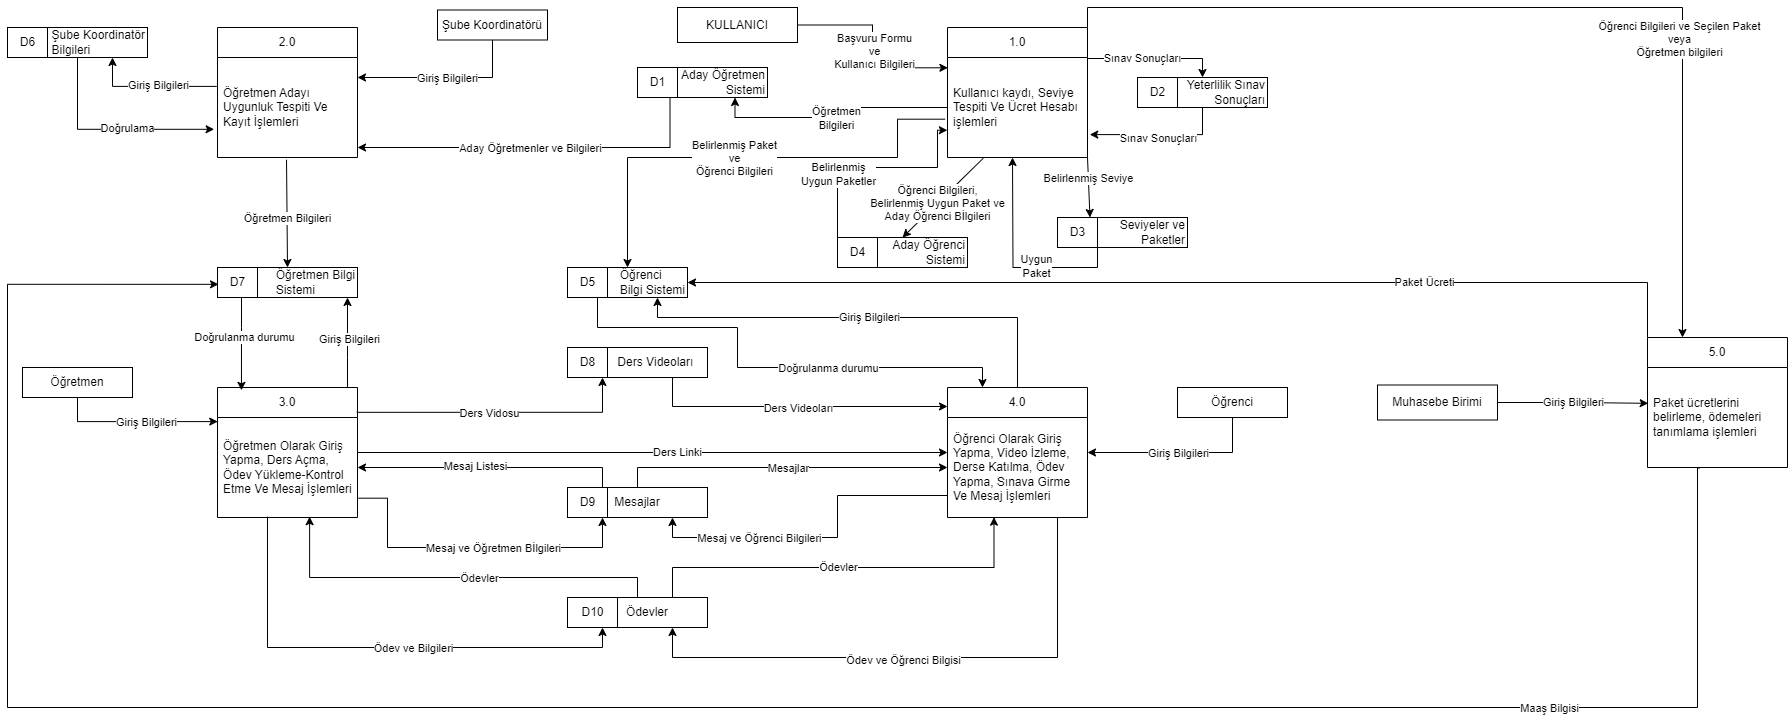 D6
Şube Koordinatör
Bilgileri
2.0
Şube Koordinatörü
KULLANICI
1.0
Öğrenci Bilgileri ve Seçilen Paket
veya
Öğretmen bilgileri
Başvuru Formu
ve
Kullanıcı Bilgileri
Giriş Bilgileri
Giriş Bilgileri
Öğretmen Adayı
Uygunluk Tespiti Ve
Kayıt İşlemleri
D1
Aday Öğretmen
Sistemi
Kullanıcı kaydı, Seviye
Tespiti Ve Ücret Hesabı
işlemleri
Sınav Sonuçları
D2
Yeterlilik Sınav
Sonuçları
Doğrulama
Öğretmen
Bilgileri
Sınav Sonuçları
Aday Öğretmenler ve Bilgileri
Belirlenmiş Paket
ve
Öğrenci Bilgileri
Belirlenmiş
Uygun Paketler
Belirlenmiş Seviye
Öğrenci Bilgileri,
Belirlenmiş Uygun Paket ve
Aday Öğrenci Bİlgileri
Öğretmen Bilgileri
D3
Seviyeler ve
Paketler
D4
Aday Öğrenci
Sistemi
Uygun
Paket
D7
Öğretmen Bilgi
Sistemi
D5
Öğrenci
Bilgi Sistemi
Paket Ücreti
Giriş Bilgileri
Doğrulanma durumu
Giriş Bilgileri
D8
Ders Videoları
Doğrulanma durumu
5.0
Öğretmen
3.0
4.0
Öğrenci
Muhasebe Birimi
Giriş Bilgileri
Paket ücretlerini
belirleme, ödemeleri
tanımlama işlemleri
Giriş Bilgileri
Ders Vidosu
Ders Videoları
Öğretmen Olarak Giriş
Yapma, Ders Açma,
Ödev Yükleme-Kontrol
Etme Ve Mesaj İşlemleri
Ders Linki
Öğrenci Olarak Giriş
Yapma, Video İzleme,
Derse Katılma, Ödev
Yapma, Sınava Girme
Ve Mesaj İşlemleri
Giriş Bilgileri
Mesaj Listesi
Mesajlar
D9
Mesajlar
Mesaj ve Öğretmen Bİlgileri
Mesaj ve Öğrenci Bilgileri
Ödevler
Ödevler
D10
Ödevler
Ödev ve Bilgileri
Ödev ve Öğrenci Bilgisi
Maaş Bilgisi